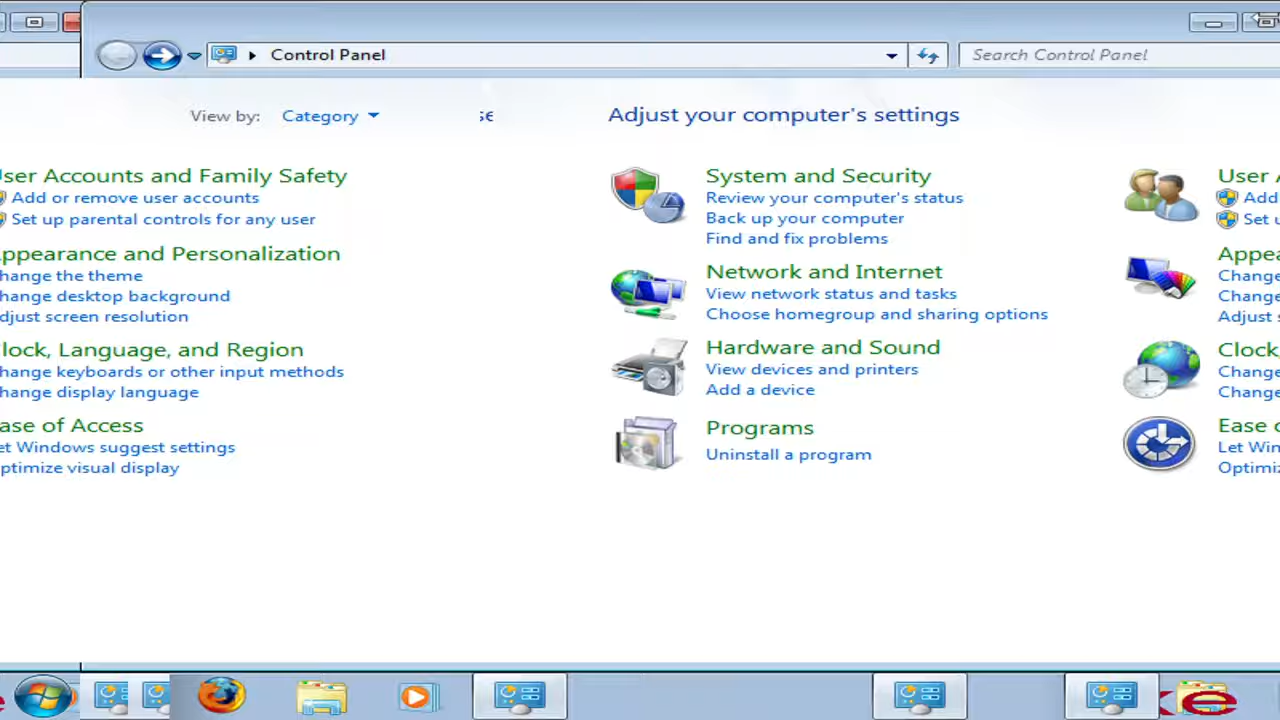 Control Panel
Search Control Panel
View by: Category
Adjust your computer's settings
ser Accounts and Family Safety
Add or remove user accounts
Set up parental controls for any user
ppearance and Personalization
hange the theme
hange desktop background
djust screen resolution
lock, Language, and Region
hange keyboards or other input methods
hange display language
ase of Access
et Windows suggest settings
ptimize visual display
System and Security
Review your computer's status
Back up your computer
Find and fix problems
Network and Internet
View network status and tasks
Choose homegroup and sharing options
Hardware and Sound
View devices and printers
Add a device
Programs
Uninstall a program
User A
Add
Set u
Appea
Change
Change
Adjust s
Clock,
Change
Change
Ease o
Let Win
Optimiz